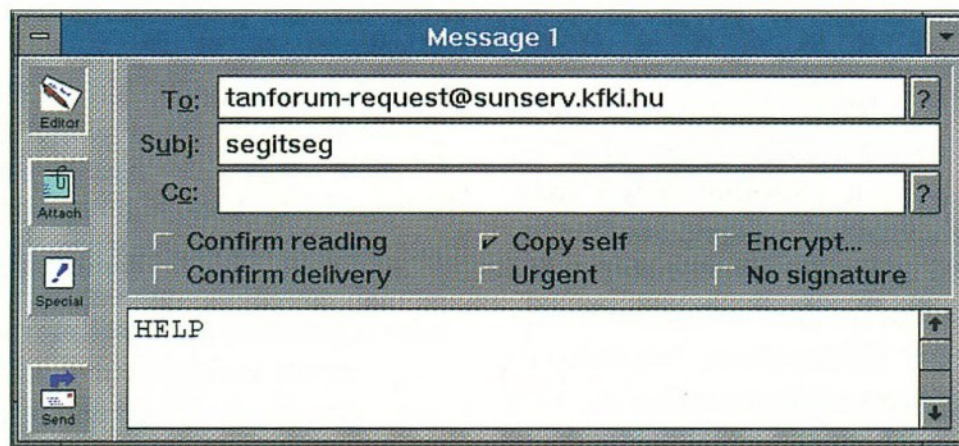 Message 1
Editor
To: tanforum-request@sunserv.kfki.hu ?
Subj: segitseg
Attach
Cc: ?
Confirm reading Copy self Encrypt...
Confirm delivery Urgent No signature
Special
HELP
Send